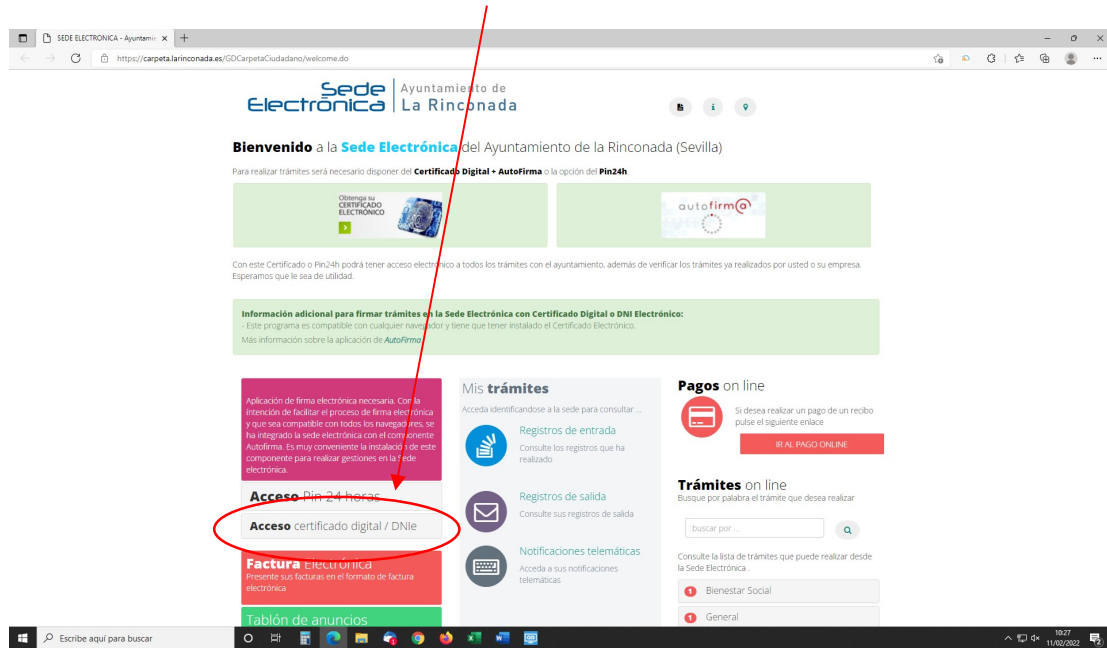 SEDE ELECTRONICA - Ayuntamie
https://carpeta.larinconada.es/GDCarpetaCiudadano/welcome.do
Sede
Electrónica
Ayuntamiento de
La Rinconada
Bienvenido a la Sede Electrónica del Ayuntamiento de la Rinconada (Sevilla)
Para realizar trámites será necesario disponer del Certificado Digital + AutoFirma o la opción del Pin24h.
Obtenga su
CERTIFICADO
ELECTRÓNICO
autofirm@
Con este Certificado o Pin24h podrá tener acceso electrónico a todos los trámites con el ayuntamiento, además de verificar los trámites ya realizados por usted o su empresa.
Esperamos que le sea de utilidad.
Información adicional para firmar trámites en la Sede Electrónica con Certificado Digital o DNI Electrónico:
- Este programa es compatible con cualquier navegador y tiene que tener instalado el Certificado Electrónico.
Más información sobre la aplicación de AutoFirma
Aplicación de firma electrónica necesaria. Con la
intención de facilitar el proceso de firma electrónica
y que sea compatible con todos los navegadores, se
ha integrado la sede electrónica con el componente
Autofirma. Es muy conveniente la instalación de este
componente para realizar gestiones en la Sede
electrónica.
Acceso Pin 24 horas
Acceso certificado digital / DNIe
Factura Electrónica
Presente sus facturas en el formato de factura
electrónica
Tablón de anuncios
Mis trámites
Acceda identificandose a la sede para consultar ...
Registros de entrada
Consulte los registros que ha
realizado
Registros de salida
Consulte sus registros de salida
Notificaciones telemáticas
Acceda a sus notificaciones
telemáticas
Pagos on line
Si desea realizar un pago de un recibo
pulse el siguiente enlace
IR AL PAGO ONLINE
Trámites on line
Busque por palabra el trámite que desea realizar
buscar por ...
Consulte la lista de trámites que puede realizar desde
la Sede Electrónica .
1 Bienestar Social
1 General
Escribe aquí para buscar
10:27
11/02/2022